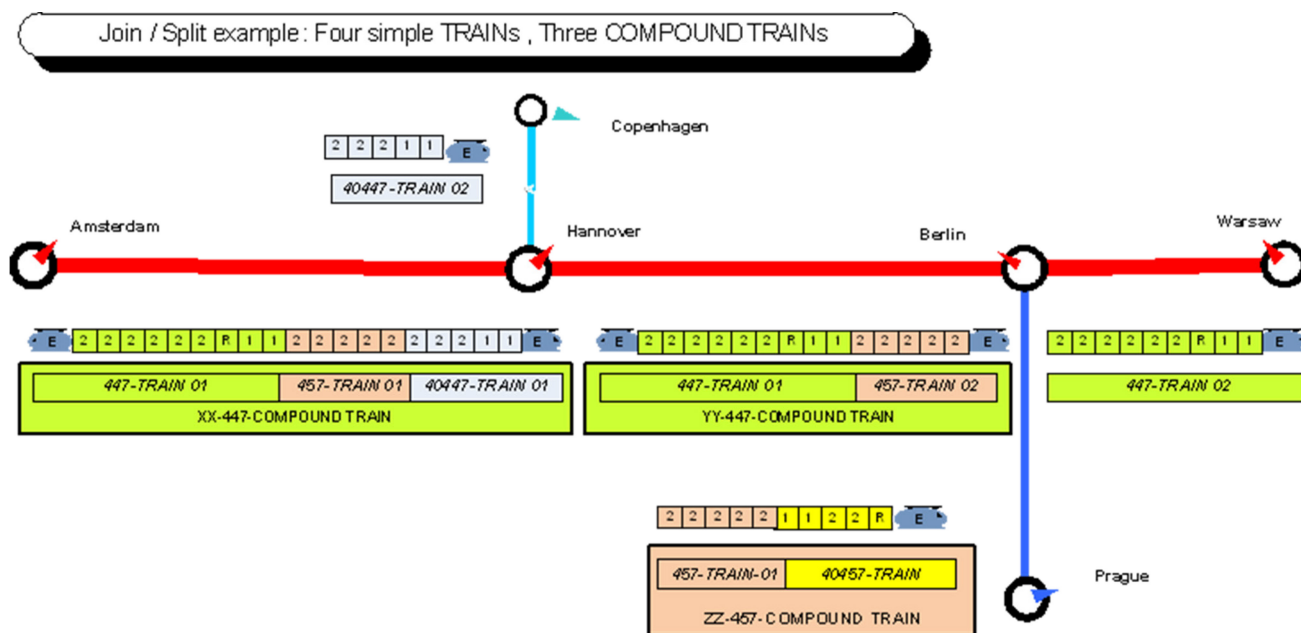 Join / Split example: Four simple TRAINs , Three COMPOUND TRAINs
Copenhagen
2 2 2 1 1 E
40447-TRAIN 02
Amsterdam
Hannover
Berlin
Warsaw
E 2 2 2 2 2 2 R 1 1 2 2 2 2 2 2 2 2 1 1 E
447-TRAIN 01 457-TRAIN 01 40447-TRAIN 01
XX-447-COMPOUND TRAIN
E 2 2 2 2 2 2 R 1 1 2 2 2 2 2 E
447-TRAIN 01 457-TRAIN 02
YY-447-COMPOUND TRAIN
2 2 2 2 2 2 R 1 1 E
447-TRAIN 02
2 2 2 2 2 1 1 2 2 R E
457-TRAIN-01 40457-TRAIN
ZZ-457-COMPOUND TRAIN
Prague